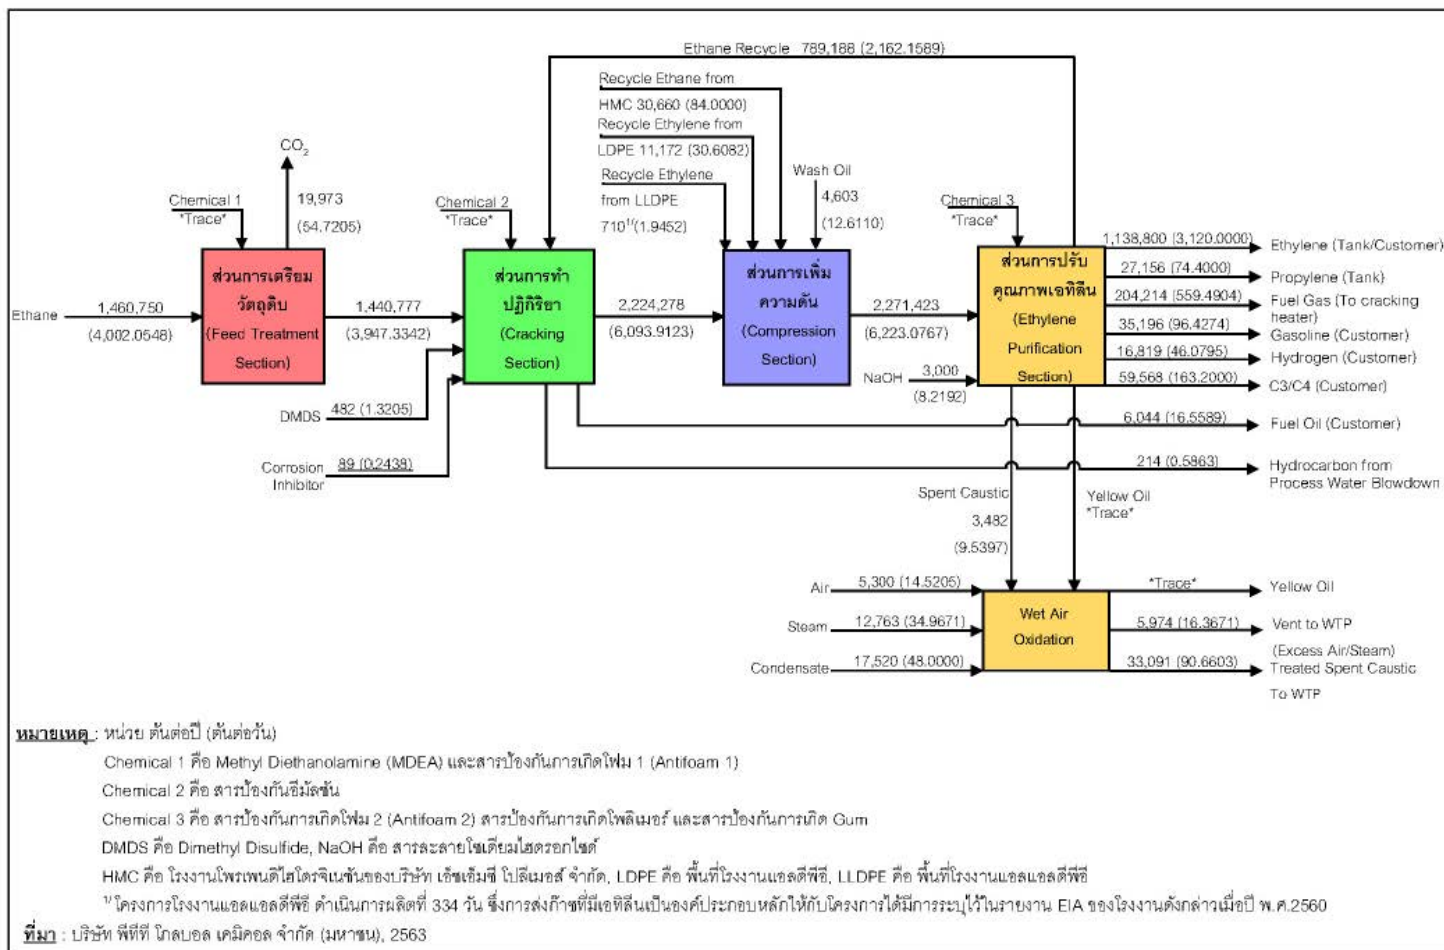 Ethane Recycle 789,188 (2,162.1589)
Recycle Ethane from
HMC 30,660 (84.0000)
Recycle Ethylene from
LDPE 11,172 (30.6082)
Recycle Ethylene
from LLDPE
710¹/(1.9452)
Wash Oil
4,603
(12.6110)
CO₂
19,973
(54.7205)
Chemical 1
*Trace*
Chemical 2
*Trace*
Chemical 3
*Trace*
Ethane
1,460,750
(4,002.0548)
ส่วนการเตรียม
วัตถุดิบ
(Feed Treatment
Section)
1,440,777
(3,947.3342)
ส่วนการทำ
ปฏิกิริยา
(Cracking
Section)
2,224,278
(6,093.9123)
ส่วนการเพิ่ม
ความดัน
(Compression
Section)
2,271,423
(6,223.0767)
ส่วนการปรับ
คุณภาพเอทิลีน
(Ethylene
Purification
Section)
1,138,800 (3,120.0000) Ethylene (Tank/Customer)
27,156 (74.4000) Propylene (Tank)
204,214 (559.4904) Fuel Gas (To cracking
heater)
35,196 (96.4274) Gasoline (Customer)
16,819 (46.0795) Hydrogen (Customer)
59,568 (163.2000) C3/C4 (Customer)
NaOH 3,000
(8.2192)
DMDS 482 (1.3205)
Corrosion
Inhibitor
89 (0.2438)
6,044 (16.5589) Fuel Oil (Customer)
214 (0.5863) Hydrocarbon from
Process Water Blowdown
Spent Caustic
3,482
(9.5397)
Yellow Oil
*Trace*
Air 5,300 (14.5205)
Steam 12,763 (34.9671)
Condensate 17,520 (48.0000)
Wet Air
Oxidation
*Trace* Yellow Oil
5,974 (16.3671) Vent to WTP
(Excess Air/Steam)
33,091 (90.6603) Treated Spent Caustic
To WTP
หมายเหตุ : หน่วย ตันต่อปี (ตันต่อวัน)
Chemical 1 คือ Methyl Diethanolamine (MDEA) และสารป้องกันการเกิดโฟม 1 (Antifoam 1)
Chemical 2 คือ สารป้องกันอีมัลชัน
Chemical 3 คือ สารป้องกันการเกิดโฟม 2 (Antifoam 2) สารป้องกันการเกิดโพลิเมอร์ และสารป้องกันการเกิด Gum
DMDS คือ Dimethyl Disulfide, NaOH คือ สารละลายโซเดียมไฮดรอกไซด์
HMC คือ โรงงานโพรเพนดีไฮโดรจิเนชันของบริษัท เอ็ชเอ็มซี โปลีเมอส์ จำกัด, LDPE คือ พื้นที่โรงงานแอลดีพีอี, LLDPE คือ พื้นที่โรงงานแอลแอลดีพีอี
¹/ โครงการโรงงานแอลแอลดีพีอี ดำเนินการผลิตที่ 334 วัน ซึ่งการส่งก๊าซที่มีเอทิลีนเป็นองค์ประกอบหลักให้กับโครงการได้มีการระบุไว้ในรายงาน EIA ของโรงงานดังกล่าวเมื่อปี พ.ศ.2560
ที่มา : บริษัท พีทีที โกลบอล เคมิคอล จำกัด (มหาชน), 2563